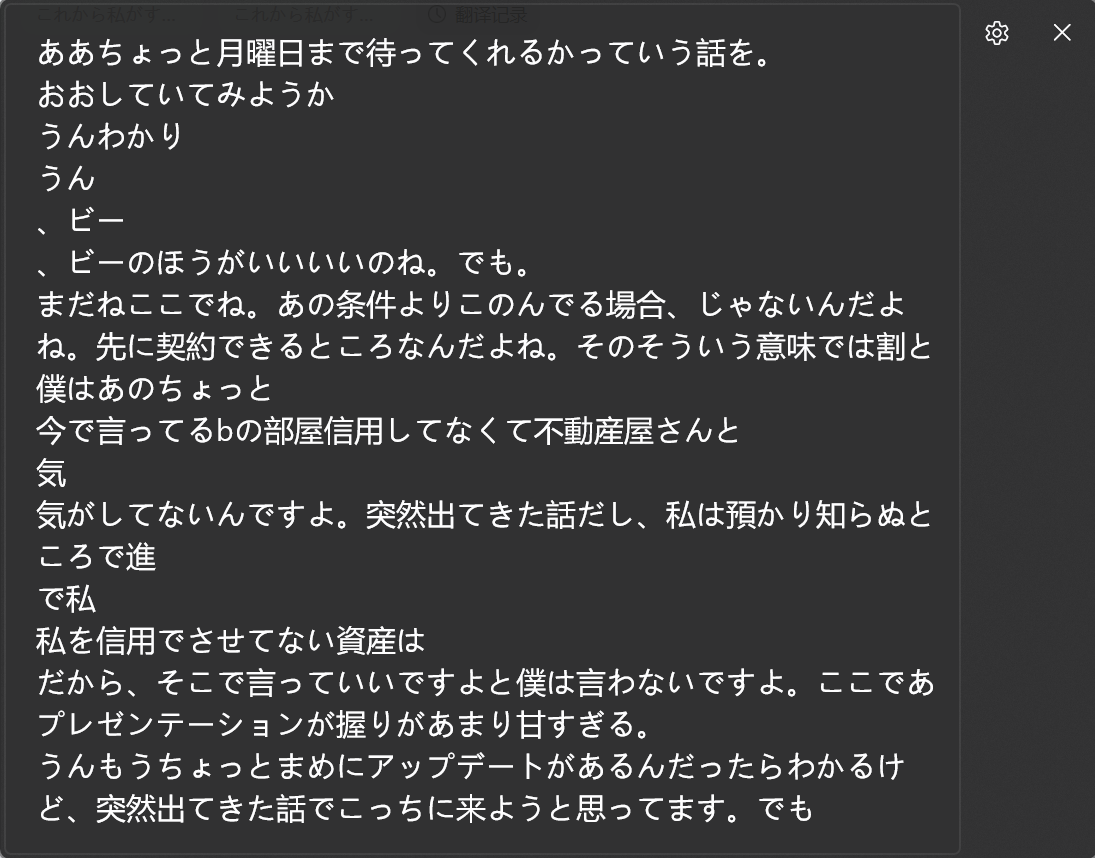 これから私がす... これから私がす... 翻译记录
ああちょっと月曜日まで待ってくれるかっていう話を。
おおしていてみようか
うんわかり
うん
、ビー
、ビーのほうがいいいいのね。でも。
まだねここでね。あの条件よりこのんでる場合、じゃないんだよ
ね。先に契約できるところなんだよね。そのそういう意味では割と
僕はあのちょっと
今で言ってるbの部屋信用してなくて不動産屋さんと
気
気がしてないんですよ。突然出てきた話だし、私は預かり知らぬと
ころで進
で私
私を信用でさせてない資産は
だから、そこで言っていいですよと僕は言わないですよ。ここであ
プレゼンテーションが握りがあまり甘すぎる。
うんもうちょっとまめにアップデートがあるんだったらわかるけ
ど、突然出てきた話でこっちに来ようと思ってます。でも